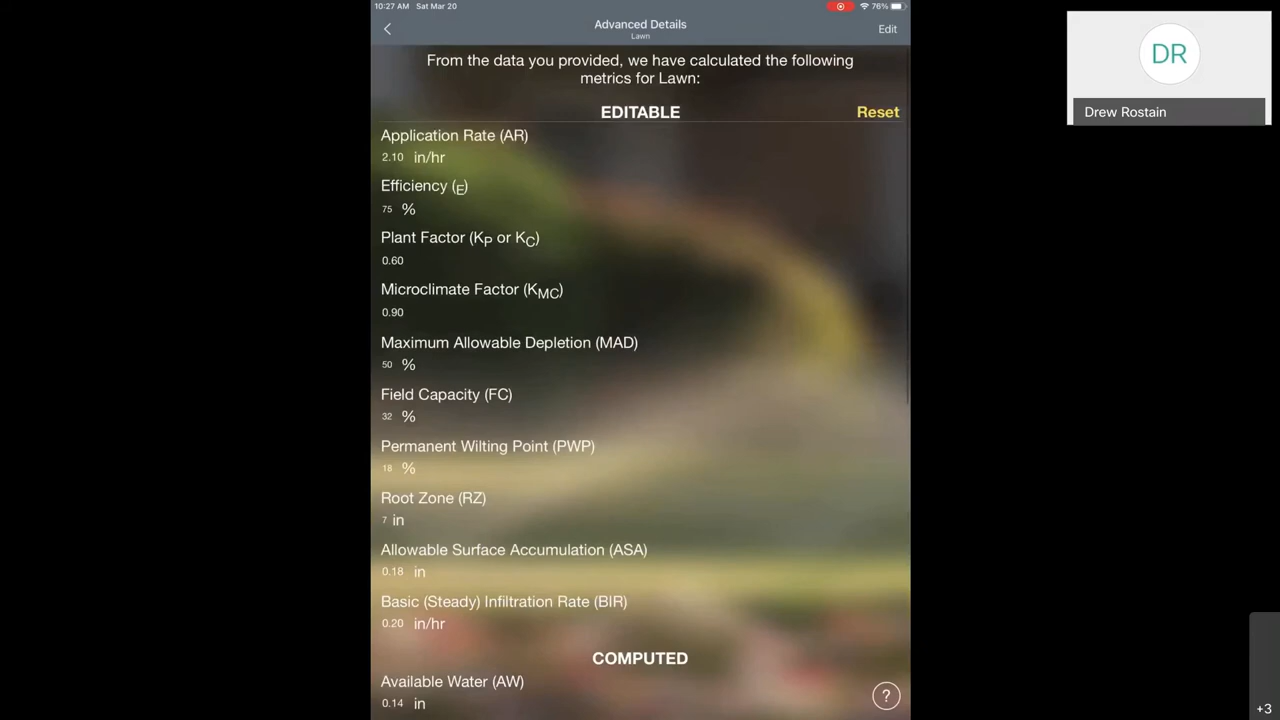 10:27 AM Sat Mar 20
76%
Advanced Details
Lawn
Edit
From the data you provided, we have calculated the following
metrics for Lawn:
EDITABLE
Reset
Application Rate (AR)
2.10 in/hr
Efficiency (E)
75 %
Plant Factor (KP or KC)
0.60
Microclimate Factor (KMC)
0.90
Maximum Allowable Depletion (MAD)
50 %
Field Capacity (FC)
32 %
Permanent Wilting Point (PWP)
18 %
Root Zone (RZ)
7 in
Allowable Surface Accumulation (ASA)
0.18 in
Basic (Steady) Infiltration Rate (BIR)
0.20 in/hr
COMPUTED
Available Water (AW)
0.14 in
?
DR
Drew Rostain
+3